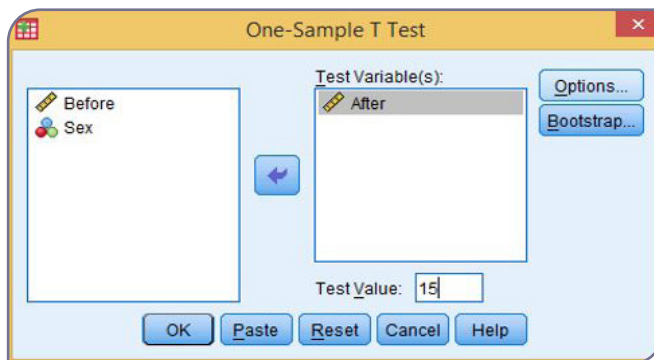 One-Sample T Test
Before
Sex
Test Variable(s):
After
Test Value: 15
Options...
Bootstrap...
OK Paste Reset Cancel Help